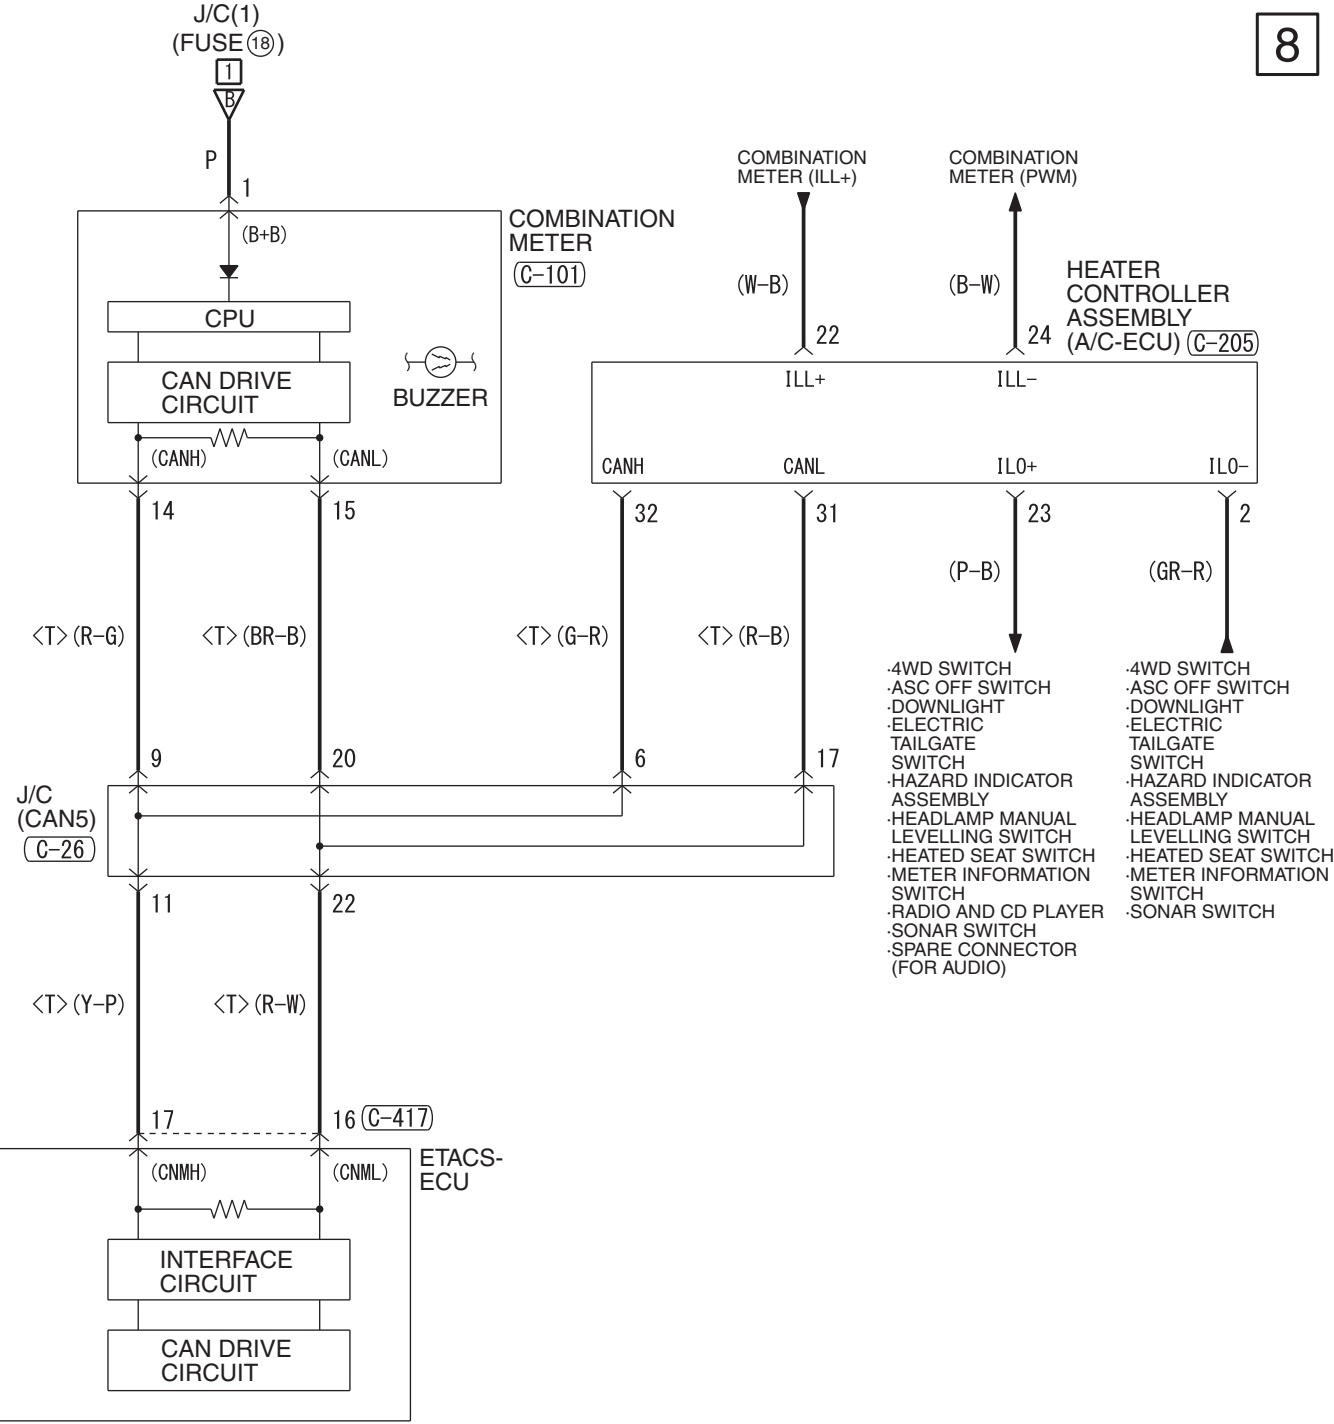 8
J/C(1)
(FUSE 18)
1
B
P
1
(B+B)
COMBINATION
METER
C-101
CPU
CAN DRIVE
CIRCUIT
BUZZER
(CANH)
(CANL)
14
15
COMBINATION
METER (ILL+)
COMBINATION
METER (PWM)
(W-B)
(B-W)
22
24
HEATER
CONTROLLER
ASSEMBLY
(A/C-ECU) C-205
ILL+
ILL-
CANH
CANL
ILO+
ILO-
32
31
23
2
<T>(R-G)
<T>(BR-B)
<T>(G-R)
<T>(R-B)
(P-B)
(GR-R)
9
20
6
17
J/C
(CAN5)
C-26
11
22
·4WD SWITCH
·ASC OFF SWITCH
·DOWNLIGHT
·ELECTRIC
TAILGATE
SWITCH
·HAZARD INDICATOR
ASSEMBLY
·HEADLAMP MANUAL
LEVELLING SWITCH
·HEATED SEAT SWITCH
·METER INFORMATION
SWITCH
·RADIO AND CD PLAYER
·SONAR SWITCH
·SPARE CONNECTOR
(FOR AUDIO)
·4WD SWITCH
·ASC OFF SWITCH
·DOWNLIGHT
·ELECTRIC
TAILGATE
SWITCH
·HAZARD INDICATOR
ASSEMBLY
·HEADLAMP MANUAL
LEVELLING SWITCH
·HEATED SEAT SWITCH
·METER INFORMATION
SWITCH
·SONAR SWITCH
<T>(Y-P)
<T>(R-W)
17
16 C-417
(CNMH)
(CNML)
ETACS-
ECU
INTERFACE
CIRCUIT
CAN DRIVE
CIRCUIT